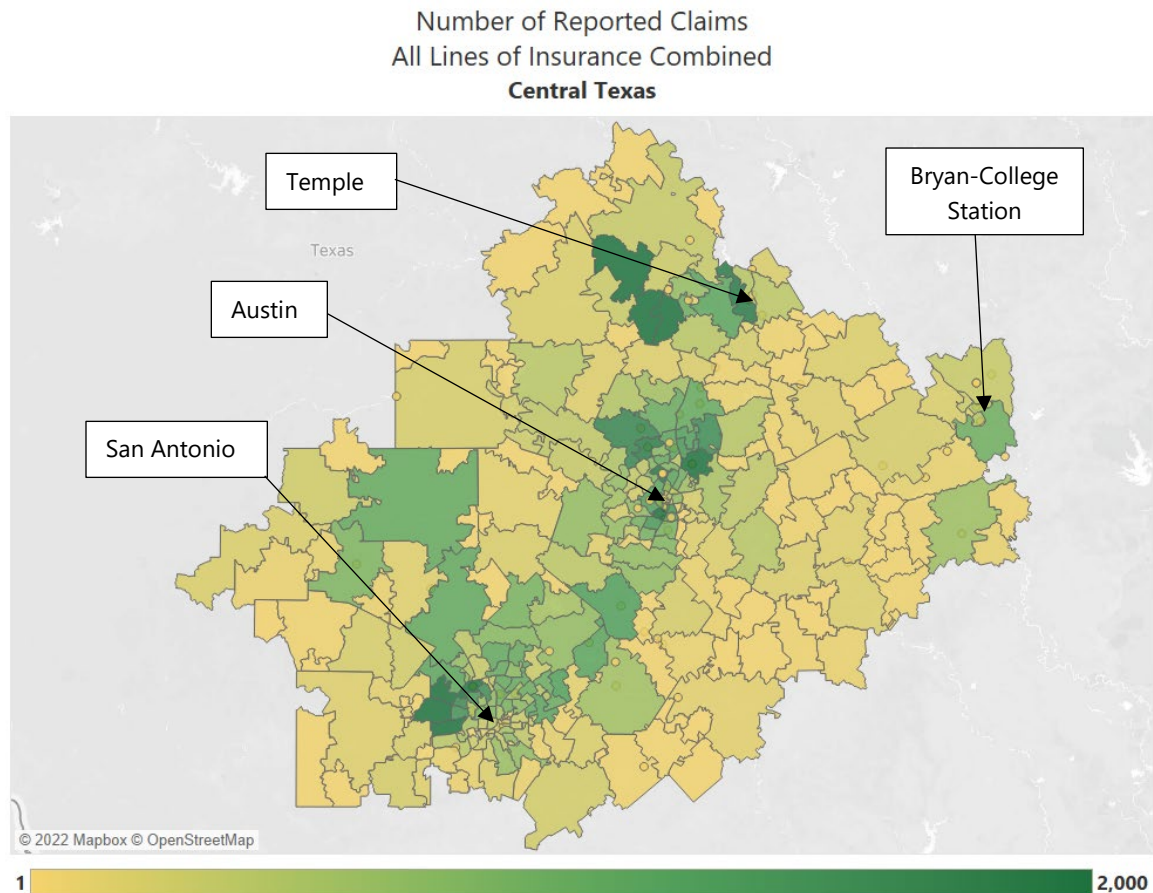 Number of Reported Claims
All Lines of Insurance Combined
Central Texas
Temple
Bryan-College
Station
Texas
Austin
San Antonio
© 2022 Mapbox © OpenStreetMap
1
2,000